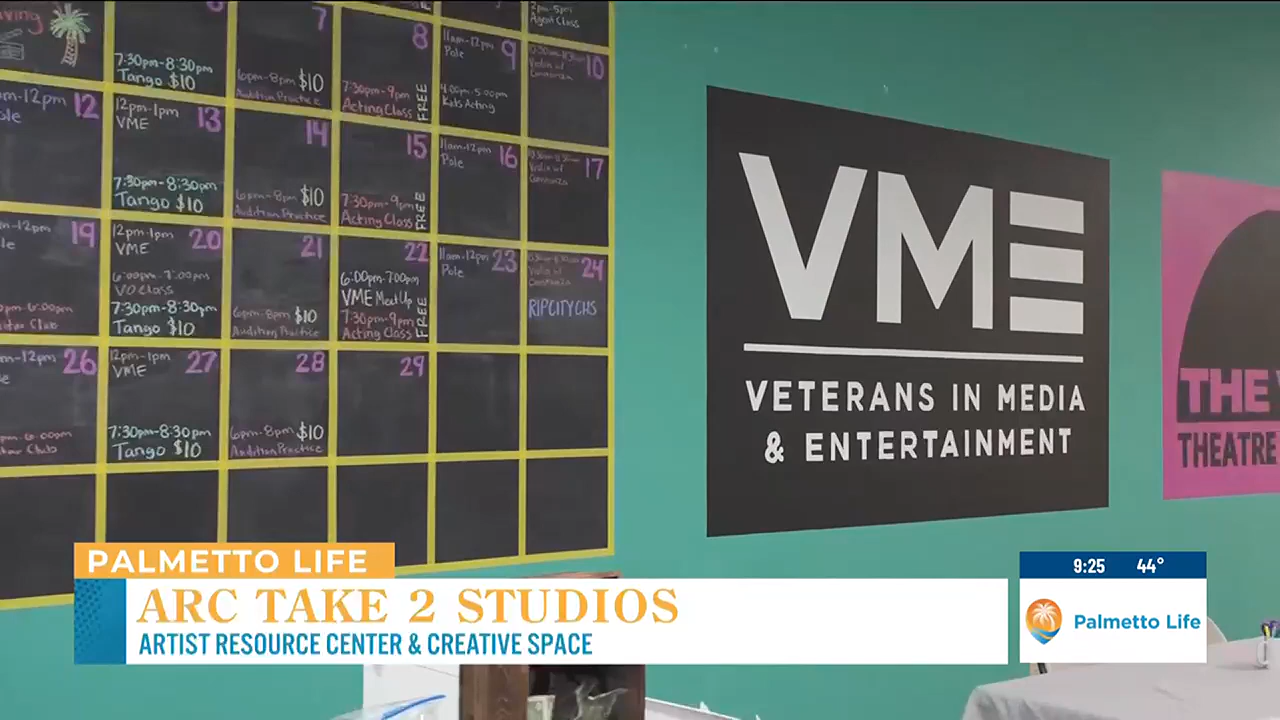 7
8
2pm-5pm
Agent Class
7:30pm-8:30pm
Tango $10
6pm-8pm $10
Audition Practice
7:30pm-9pm
Acting Class
FREE
11am-12pm
Pole
9
4:00pm-5:00pm
Kids Acting
10
12
12pm-1pm
VME
13
7:30pm-8:30pm
Tango $10
14
6pm-8pm $10
Audition Practice
15
7:30pm-9pm
Acting Class
FREE
11am-12pm
Pole
16
17
19
12pm-1pm
VME
20
6:00pm-7:00pm
VO Class
7:30pm-8:30pm
Tango $10
21
6pm-8pm $10
Audition Practice
22
6:00pm-7:00pm
VME Meet Up
7:30pm-9pm
Acting Class
FREE
11am-12pm
Pole
23
24
RIPCITYCHS
26
12pm-1pm
VME
27
7:30pm-8:30pm
Tango $10
28
6pm-8pm $10
Audition Practice
29
VME
VETERANS IN MEDIA
& ENTERTAINMENT
THE
THEATRE
PALMETTO LIFE
ARC TAKE 2 STUDIOS
ARTIST RESOURCE CENTER & CREATIVE SPACE
9:25 44°
Palmetto Life